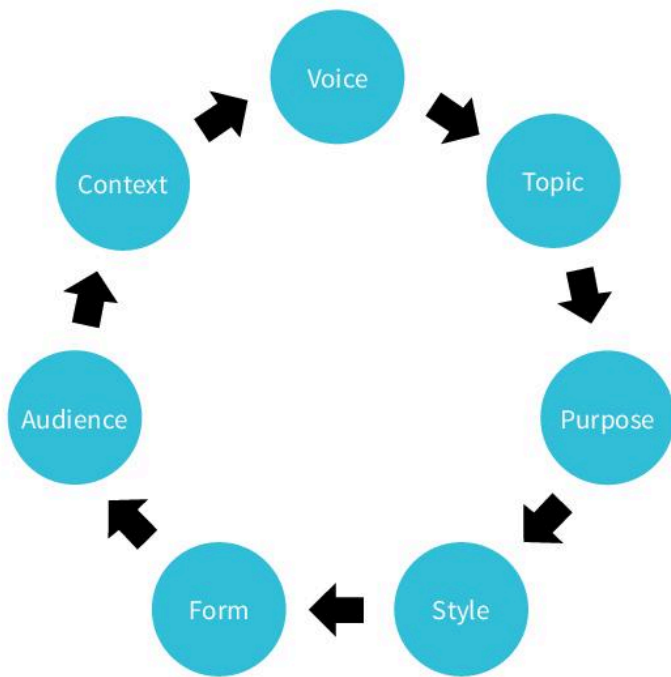 Voice
Topic
Purpose
Style
Form
Audience
Context